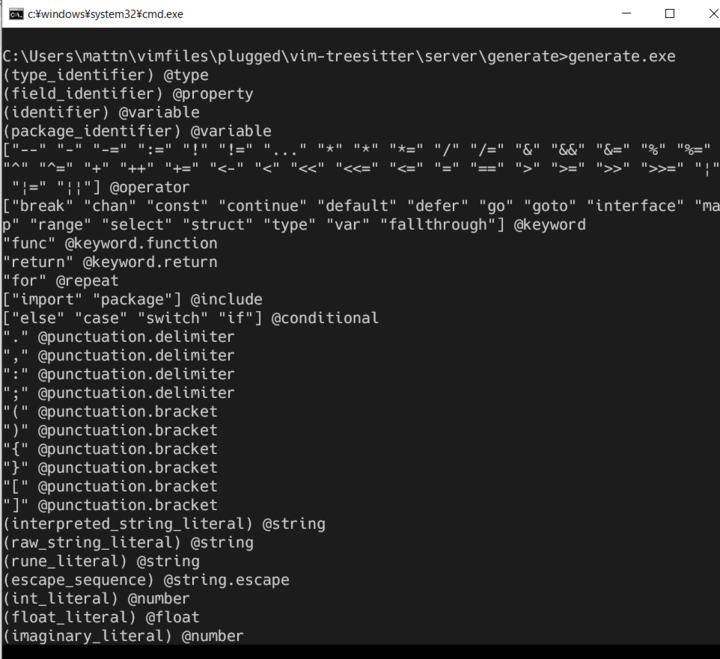 c:¥windows¥system32¥cmd.exe
C:\Users\mattn\vimfiles\plugged\vim-treesitter\server\generate>generate.exe
(type_identifier) @type
(field_identifier) @property
(identifier) @variable
(package_identifier) @variable
["--" "-" "-=" ":=" "!" "!=" "..." "*" "*" "*=" "/" "/=" "&" "&&" "&=" "%" "%="
"^" "^=" "+" "++" "+=" "<-" "<" "<<" "<<=" "<=" "=" "==" ">" ">=" ">>" ">>=" "¦"
"¦=" "¦¦"] @operator
["break" "chan" "const" "continue" "default" "defer" "go" "goto" "interface" "ma
p" "range" "select" "struct" "type" "var" "fallthrough"] @keyword
"func" @keyword.function
"return" @keyword.return
"for" @repeat
["import" "package"] @include
["else" "case" "switch" "if"] @conditional
"." @punctuation.delimiter
"," @punctuation.delimiter
":" @punctuation.delimiter
";" @punctuation.delimiter
"(" @punctuation.bracket
")" @punctuation.bracket
"{" @punctuation.bracket
"}" @punctuation.bracket
"[" @punctuation.bracket
"]" @punctuation.bracket
(interpreted_string_literal) @string
(raw_string_literal) @string
(rune_literal) @string
(escape_sequence) @string.escape
(int_literal) @number
(float_literal) @float
(imaginary_literal) @number